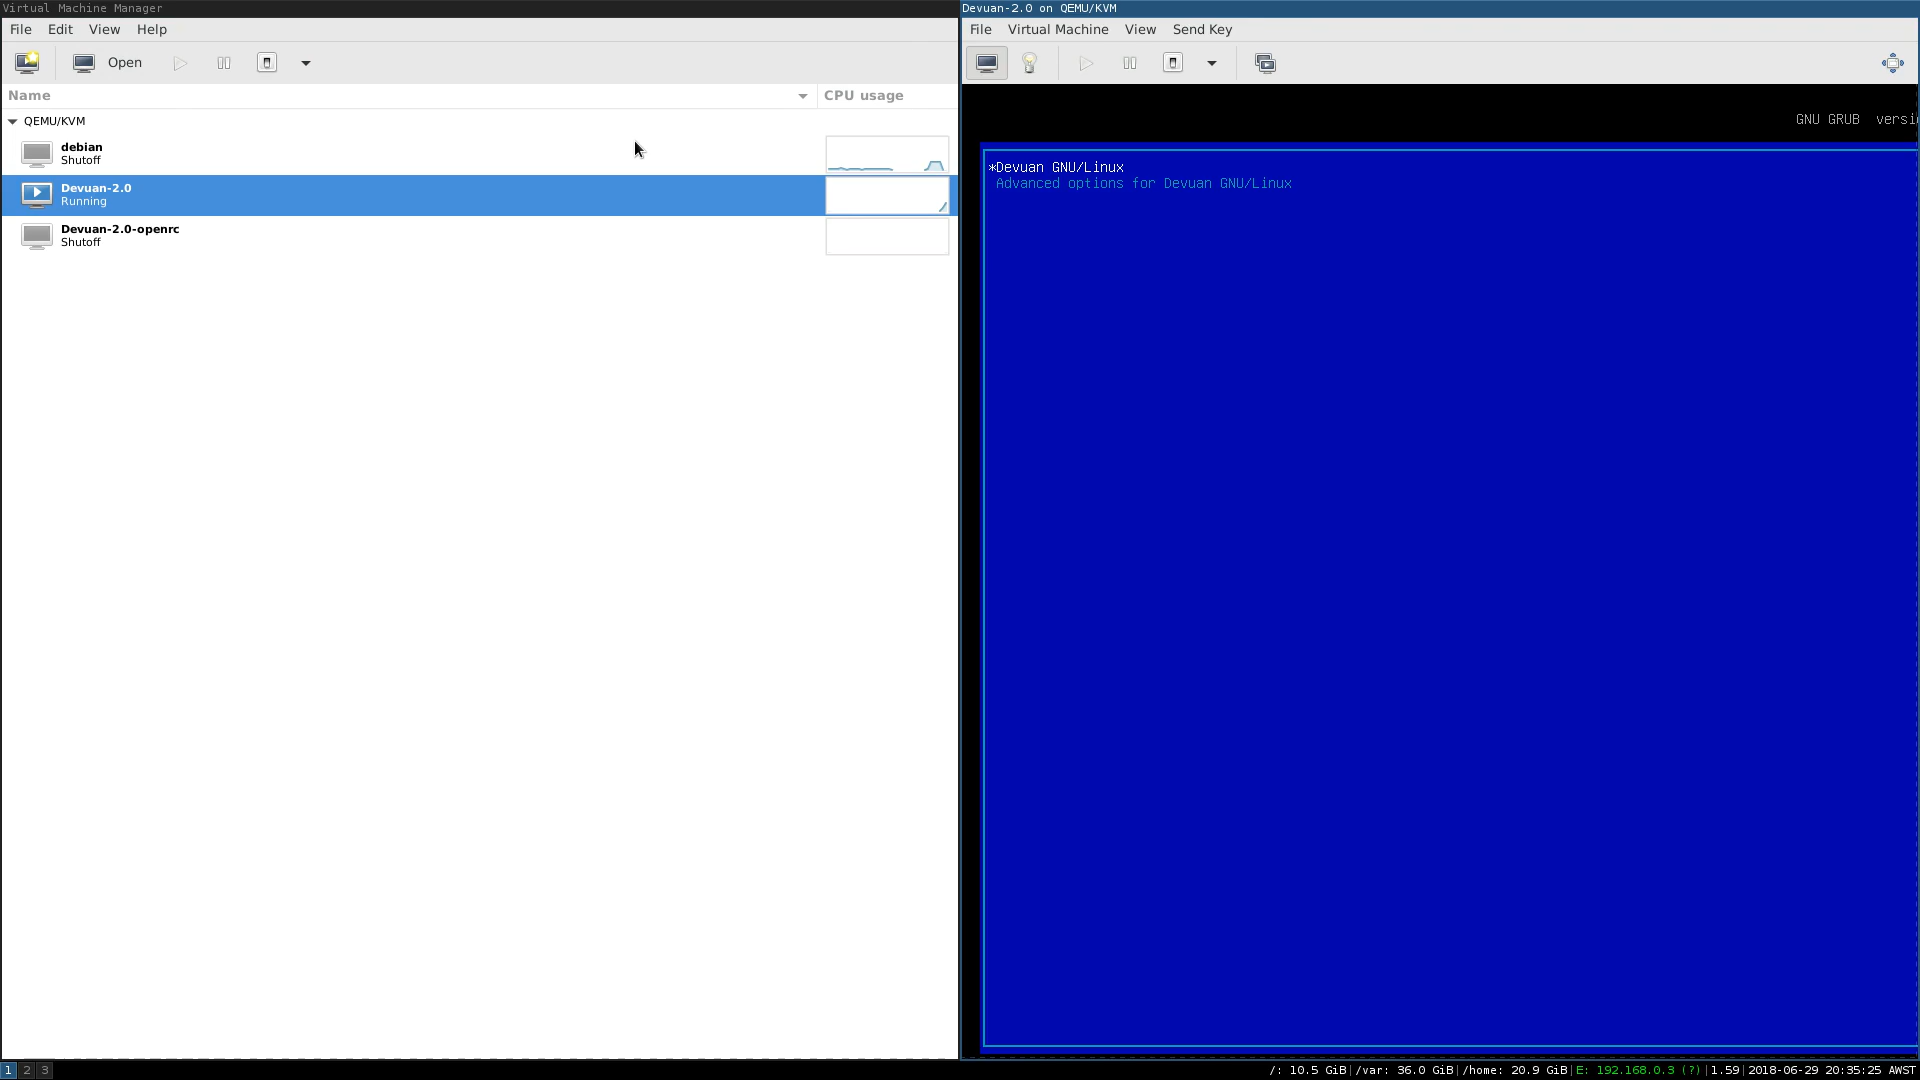 Virtual Machine Manager
File Edit View Help
Open
Name CPU usage
QEMU/KVM
debian
Shutoff
Devuan-2.0
Running
Devuan-2.0-openrc
Shutoff
Devuan-2.0 on QEMU/KVM
File Virtual Machine View Send Key
GNU GRUB versi
*Devuan GNU/Linux
Advanced options for Devuan GNU/Linux
1 2 3
/: 10.5 GiB|/var: 36.0 GiB|/home: 20.9 GiB|E: 192.168.0.3 (?)|1.59|2018-06-29 20:35:25 AWST